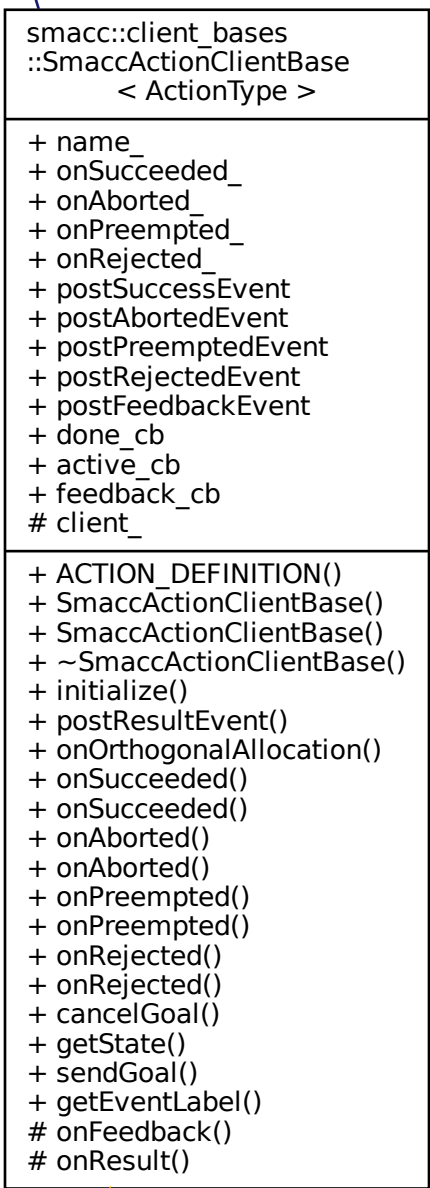 smacc::client_bases
::SmaccActionClientBase
< ActionType >
+ name_
+ onSucceeded_
+ onAborted_
+ onPreempted_
+ onRejected_
+ postSuccessEvent
+ postAbortedEvent
+ postPreemptedEvent
+ postRejectedEvent
+ postFeedbackEvent
+ done_cb
+ active_cb
+ feedback_cb
# client_
+ ACTION_DEFINITION()
+ SmaccActionClientBase()
+ SmaccActionClientBase()
+ ~SmaccActionClientBase()
+ initialize()
+ postResultEvent()
+ onOrthogonalAllocation()
+ onSucceeded()
+ onSucceeded()
+ onAborted()
+ onAborted()
+ onPreempted()
+ onPreempted()
+ onRejected()
+ onRejected()
+ cancelGoal()
+ getState()
+ sendGoal()
+ getEventLabel()
# onFeedback()
# onResult()